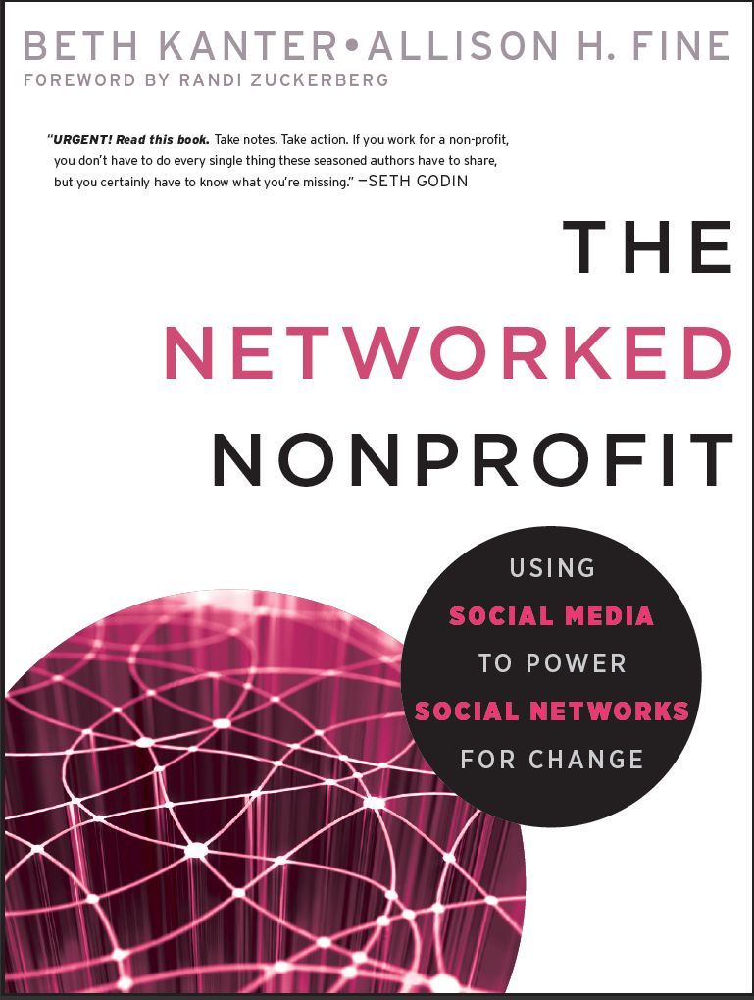 BETH KANTER•ALLISON H. FINE
FOREWORD BY RANDI ZUCKERBERG
“URGENT! Read this book. Take notes. Take action. If you work for a non-profit,
you don’t have to do every single thing these seasoned authors have to share,
but you certainly have to know what you’re missing.” —SETH GODIN
THE
NETWORKED
NONPROFIT
USING
SOCIAL MEDIA
TO POWER
SOCIAL NETWORKS
FOR CHANGE